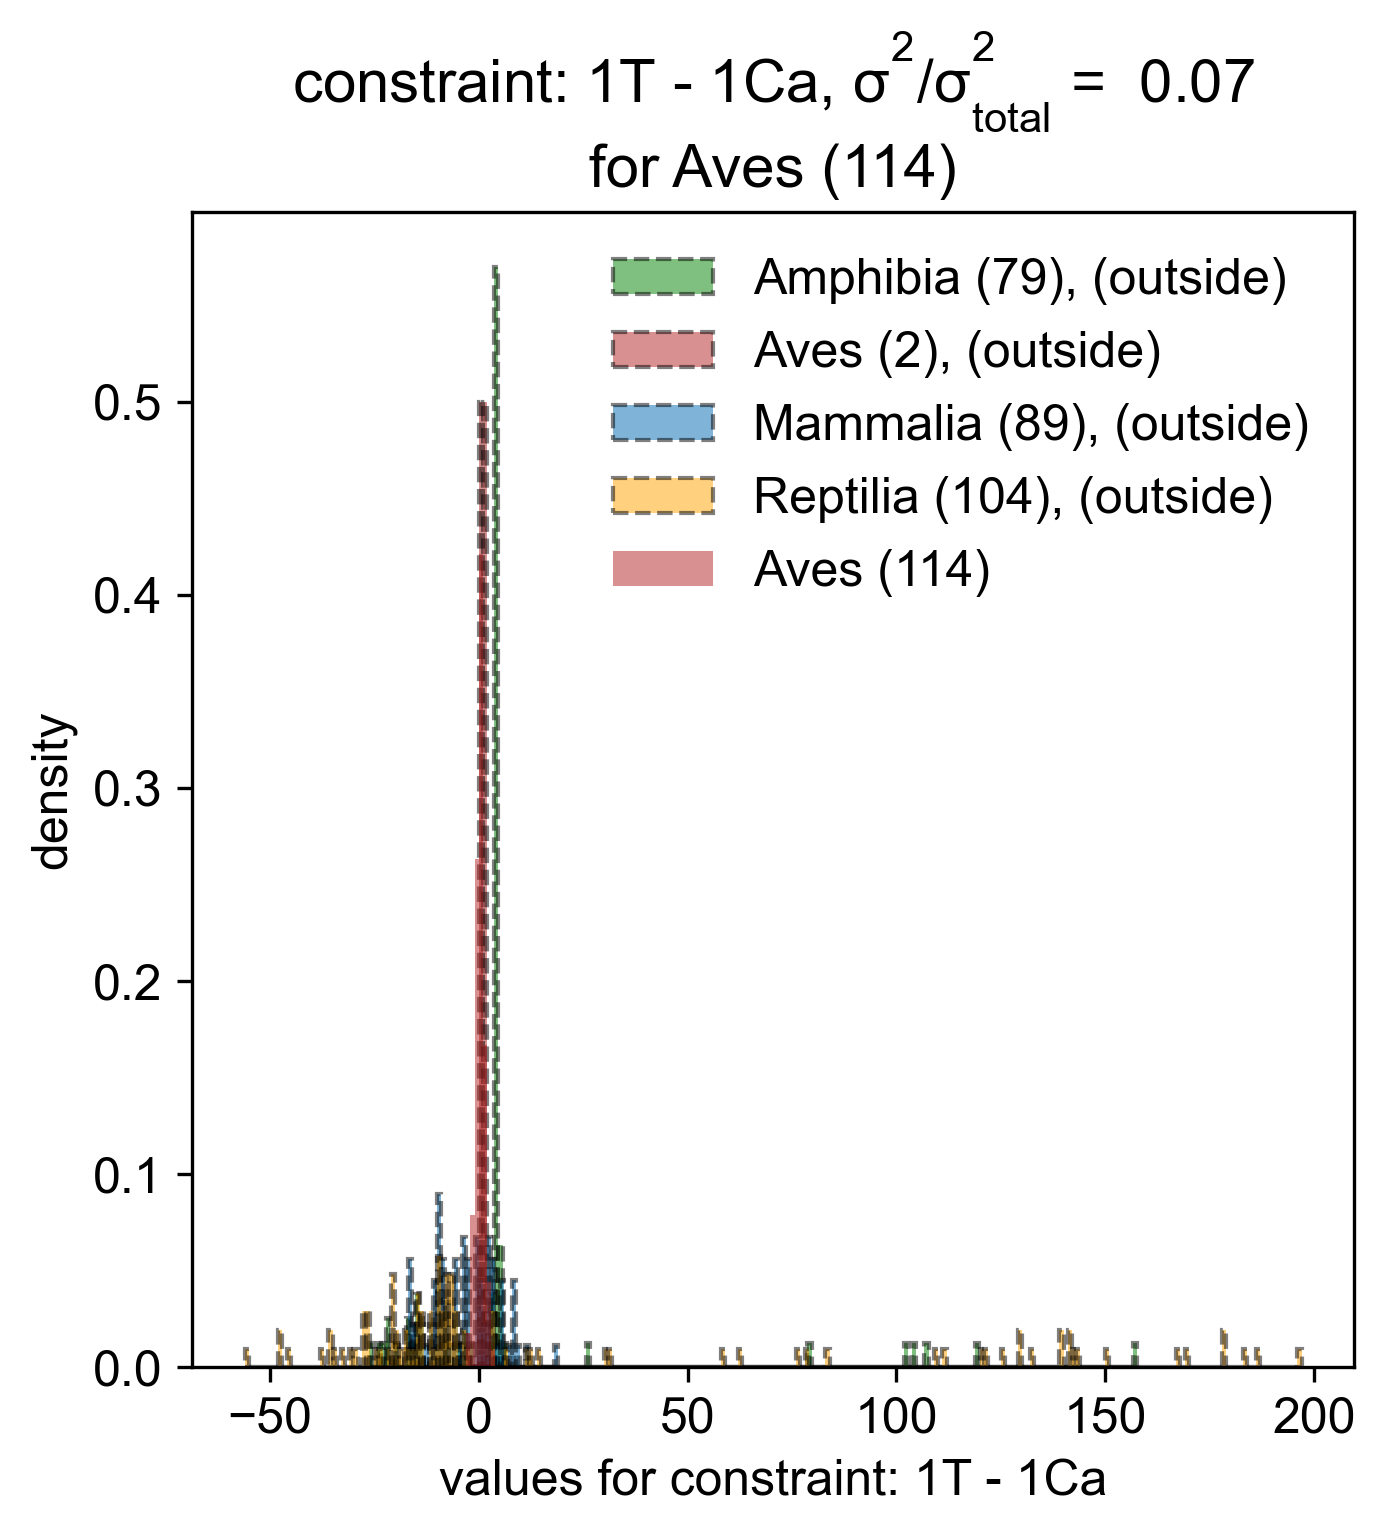 constraint: 1T - 1Ca, σ²/σ²total = 0.07
for Aves (114)
Amphibia (79), (outside)
Aves (2), (outside)
Mammalia (89), (outside)
Reptilia (104), (outside)
Aves (114)
density
0.5
0.4
0.3
0.2
0.1
0.0
−50 0 50 100 150 200
values for constraint: 1T - 1Ca